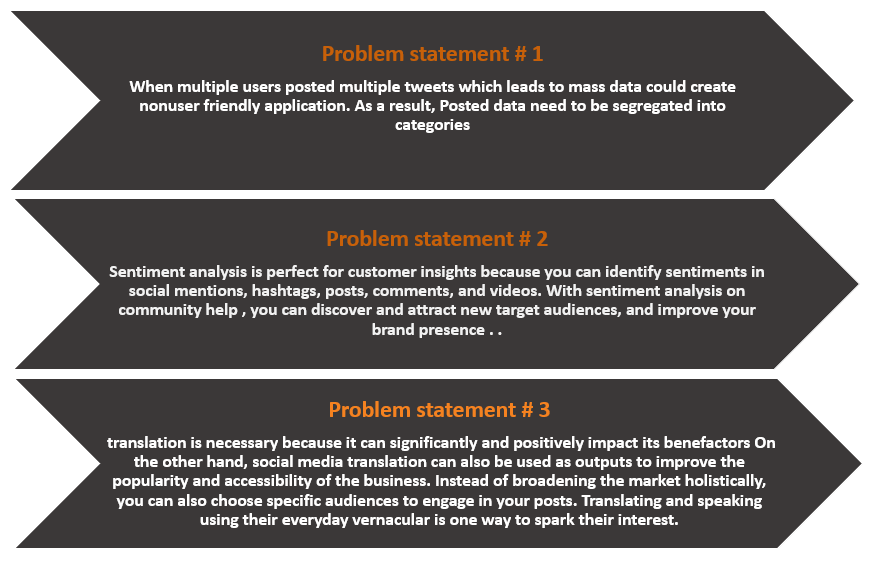 Problem statement # 1
When multiple users posted multiple tweets which leads to mass data could create
nonuser friendly application. As a result, Posted data need to be segregated into
categories
Problem statement # 2
Sentiment analysis is perfect for customer insights because you can identify sentiments in
social mentions, hashtags, posts, comments, and videos. With sentiment analysis on
community help , you can discover and attract new target audiences, and improve your
brand presence . .
Problem statement # 3
translation is necessary because it can significantly and positively impact its benefactors On
the other hand, social media translation can also be used as outputs to improve the
popularity and accessibility of the business. Instead of broadening the market holistically,
you can also choose specific audiences to engage in your posts. Translating and speaking
using their everyday vernacular is one way to spark their interest.